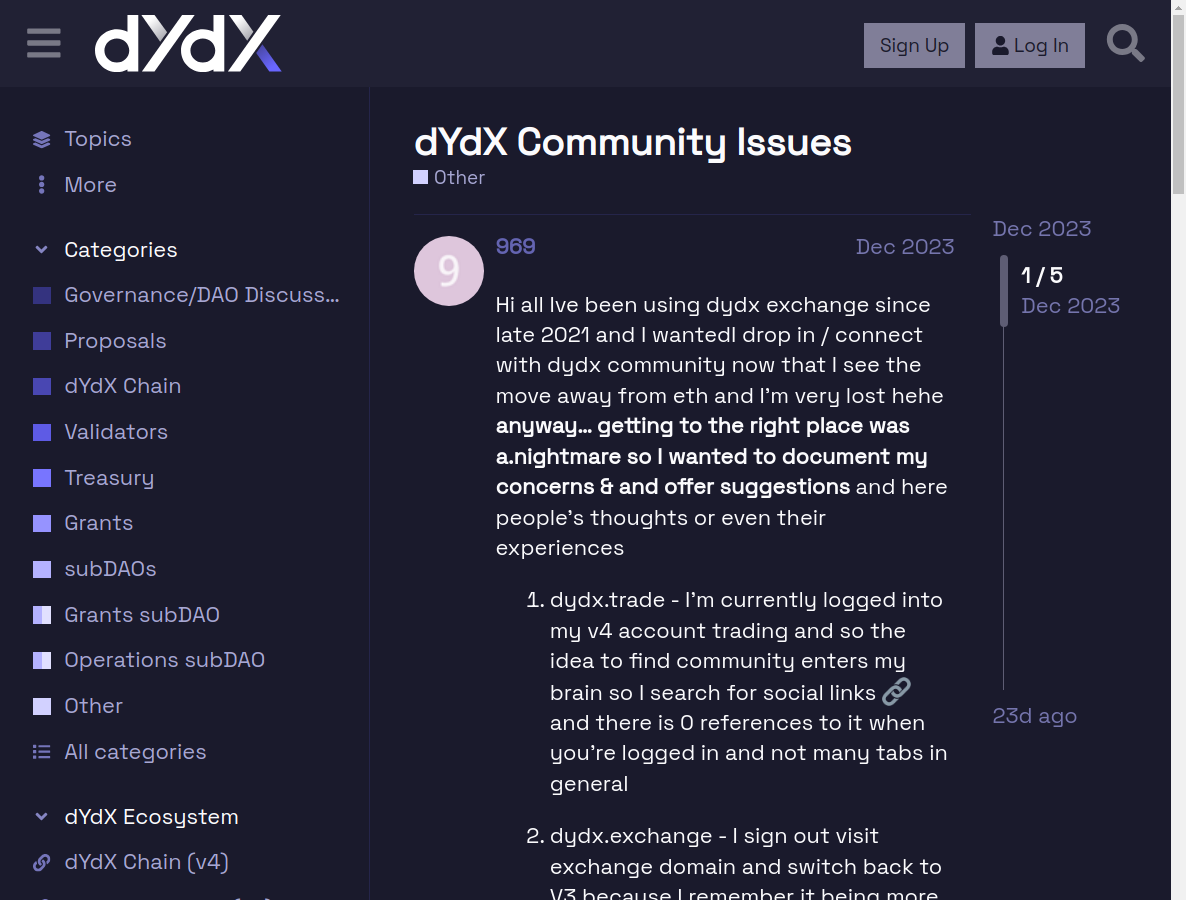 dYdX
Sign Up
Log In
Topics
More
Categories
Governance/DAO Discuss...
Proposals
dYdX Chain
Validators
Treasury
Grants
subDAOs
Grants subDAO
Operations subDAO
Other
All categories
dYdX Ecosystem
dYdX Chain (v4)
dYdX Community Issues
Other
9
969
Dec 2023
Hi all Ive been using dydx exchange since
late 2021 and I wantedI drop in / connect
with dydx community now that I see the
move away from eth and I’m very lost hehe
anyway… getting to the right place was
a.nightmare so I wanted to document my
concerns & and offer suggestions and here
people’s thoughts or even their
experiences
1. dydx.trade - I’m currently logged into
my v4 account trading and so the
idea to find community enters my
brain so I search for social links
and there is 0 references to it when
you’re logged in and not many tabs in
general
2. dydx.exchange - I sign out visit
exchange domain and switch back to
V3 because I remember it being more
Dec 2023
1 / 5
Dec 2023
23d ago